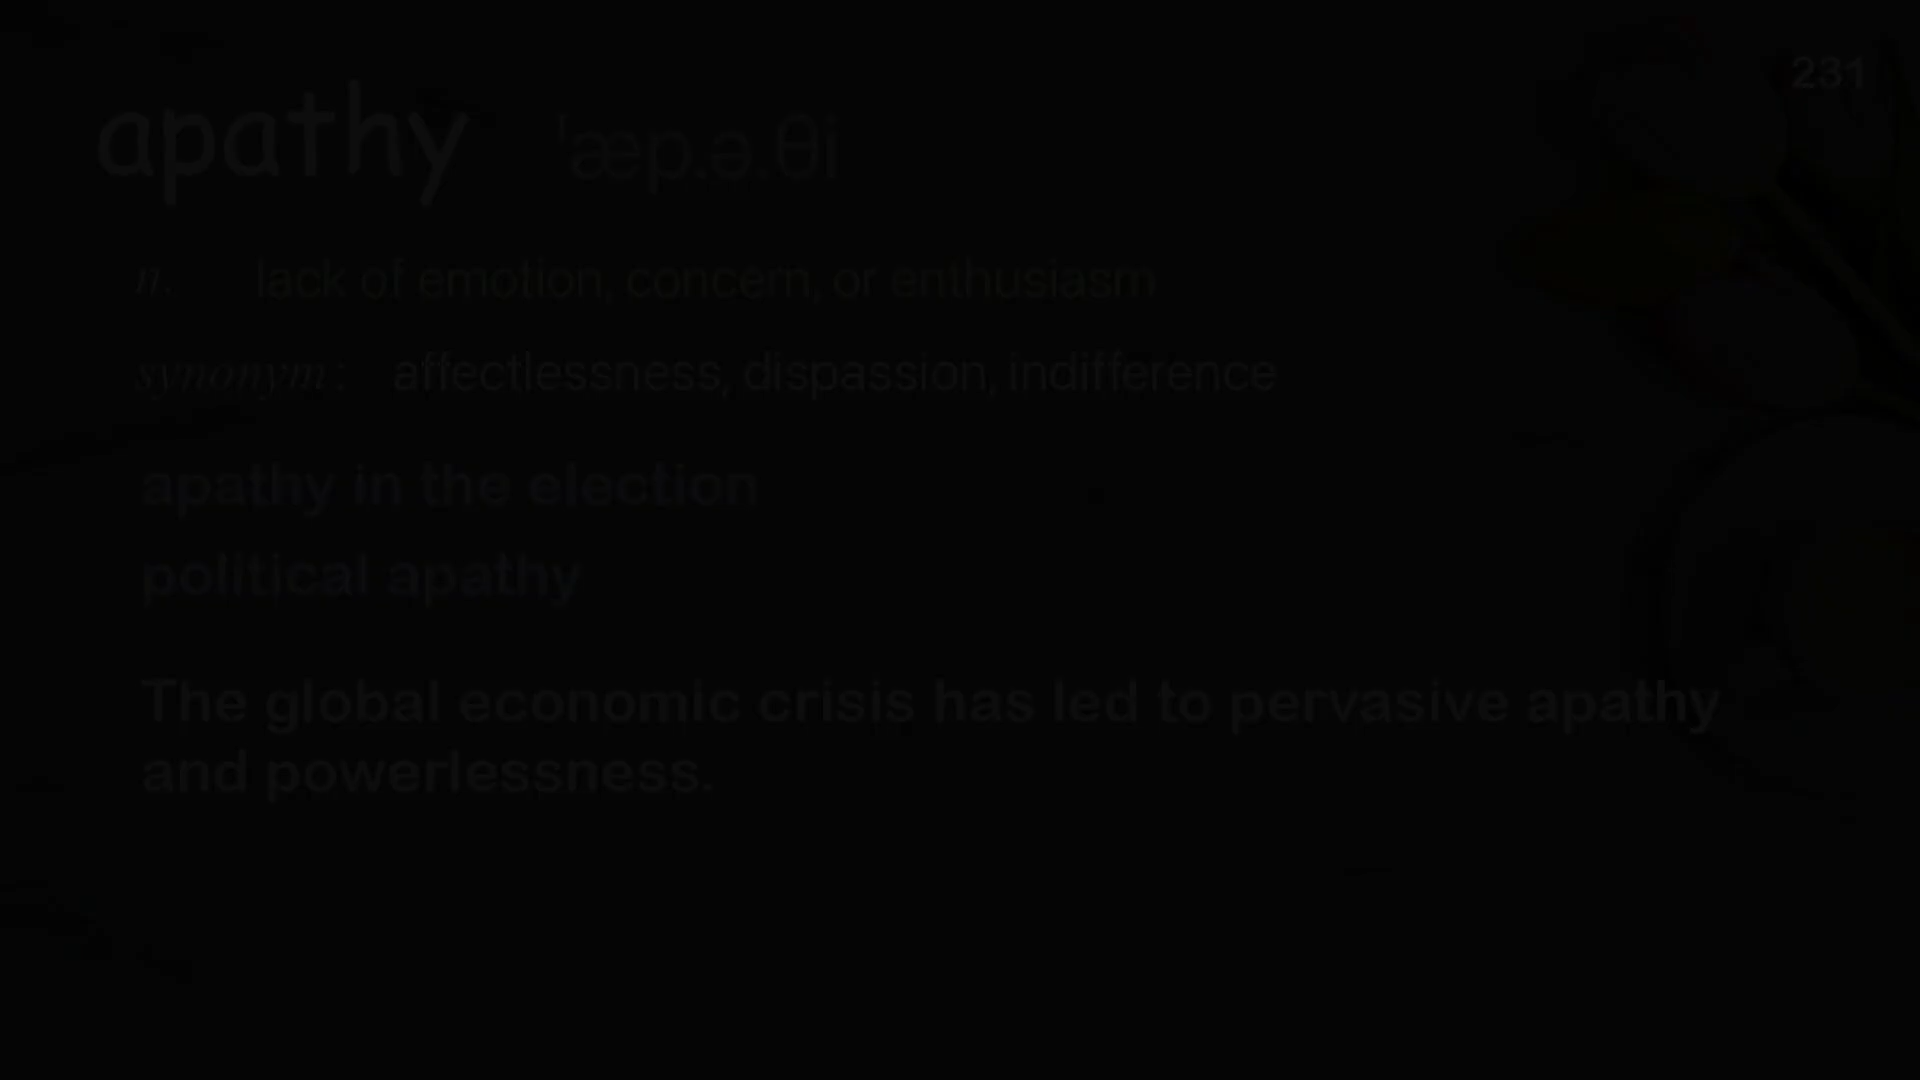 231
apathy ˈæp.ə.θi
n. lack of emotion, concern, or enthusiasm
synonym: affectlessness, dispassion, indifference
apathy in the election
political apathy
The global economic crisis has led to pervasive apathy
and powerlessness.